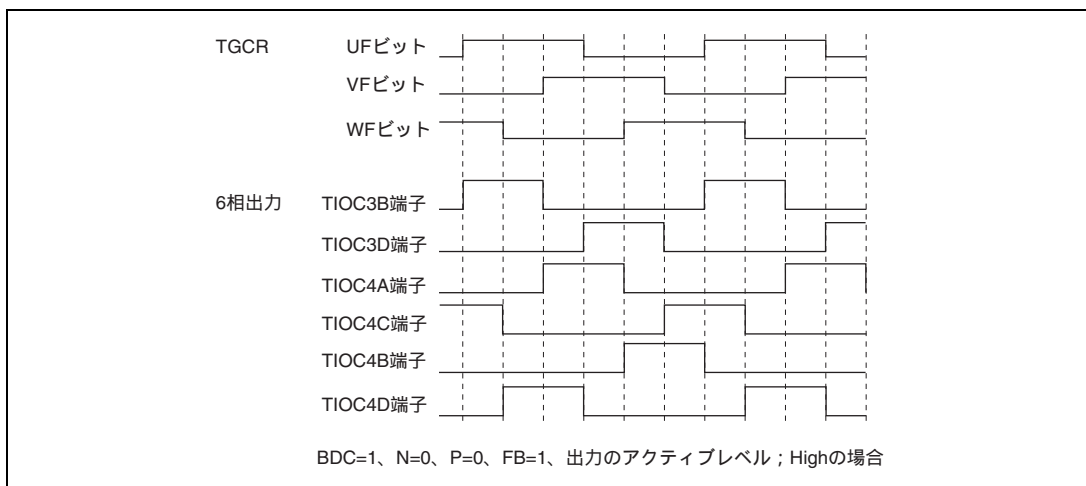 TGCR UFビット
VFビット
WFビット
6相出力 TIOC3B端子
TIOC3D端子
TIOC4A端子
TIOC4C端子
TIOC4B端子
TIOC4D端子
BDC=1、N=0、P=0、FB=1、出力のアクティブレベル；Highの場合